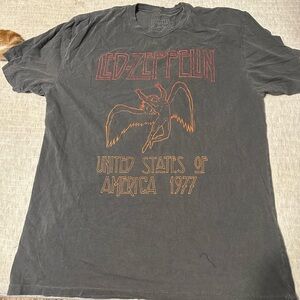 LED-ZEPPELIN
UNITED STATES OF
AMERICA 1977